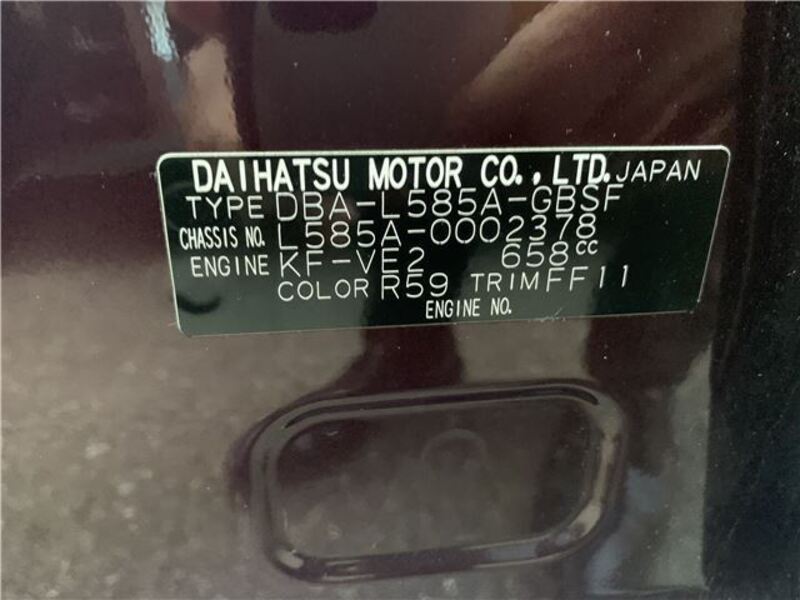 DAIHATSU MOTOR CO., LTD. JAPAN
TYPE DBA-L585A-GBSF
CHASSIS NO. L585A-0002378
ENGINE KF-VE2 658cc
COLOR R59 TRIM FF11
ENGINE NO.